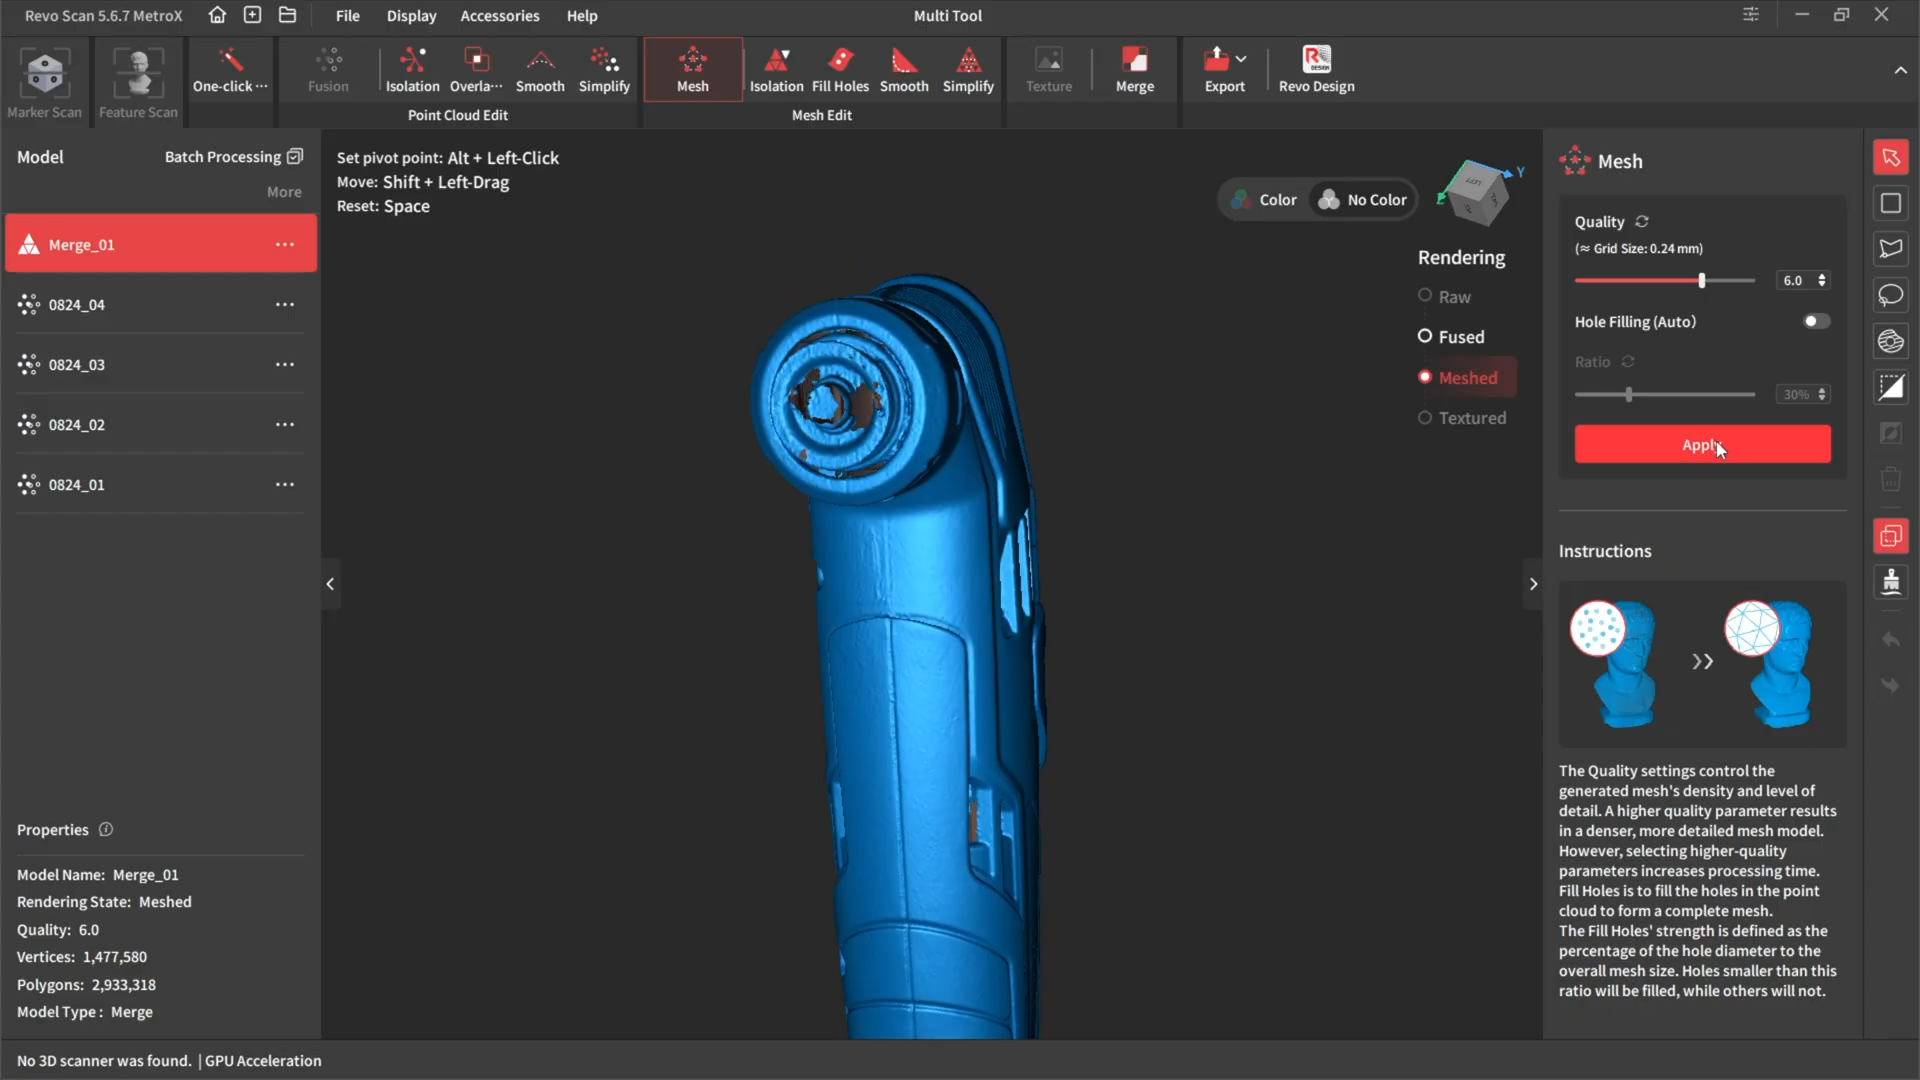 Revo Scan 5.6.7 MetroX
File
Display
Accessories
Help
Multi Tool
Marker Scan
Feature Scan
One-click ···
Fusion
Isolation
Overla···
Smooth
Simplify
Point Cloud Edit
Mesh
Isolation
Fill Holes
Smooth
Simplify
Mesh Edit
Texture
Merge
Export
Revo Design
Model
Batch Processing
More
Merge_01
0824_04
0824_03
0824_02
0824_01
Properties
Model Name: Merge_01
Rendering State: Meshed
Quality: 6.0
Vertices: 1,477,580
Polygons: 2,933,318
Model Type : Merge
No 3D scanner was found. | GPU Acceleration
Set pivot point: Alt + Left-Click
Move: Shift + Left-Drag
Reset: Space
Color
No Color
LEFT
Y
Rendering
Raw
Fused
Meshed
Textured
Mesh
Quality
(≈ Grid Size: 0.24 mm)
6.0
Hole Filling (Auto)
Ratio
30%
Apply
Instructions
The Quality settings control the
generated mesh's density and level of
detail. A higher quality parameter results
in a denser, more detailed mesh model.
However, selecting higher-quality
parameters increases processing time.
Fill Holes is to fill the holes in the point
cloud to form a complete mesh.
The Fill Holes' strength is defined as the
percentage of the hole diameter to the
overall mesh size. Holes smaller than this
ratio will be filled, while others will not.